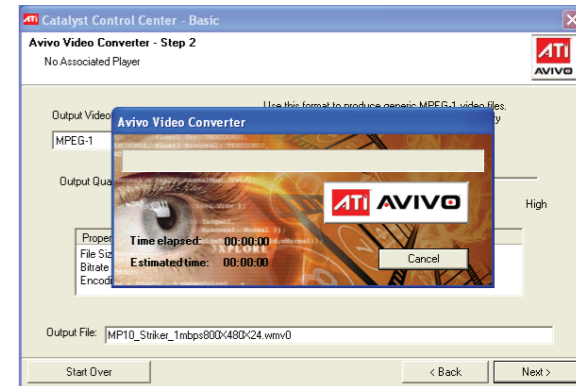 ATI Catalyst Control Center - Basic
Avivo Video Converter - Step 2
No Associated Player
ATI
AVIVO
Use this format to produce generic MPEG-1 video files.
Output Video
MPEG-1
Avivo Video Converter
ATI AVIVO
Output Qua
High
Proper
File Siz
Bitrate
Encodi
XPLORE
Time elapsed: 00:00:00
Estimated time: 00:00:00
Cancel
Output File: MP10_Striker_1mbps800X480X24.wmv0
Start Over
< Back
Next >